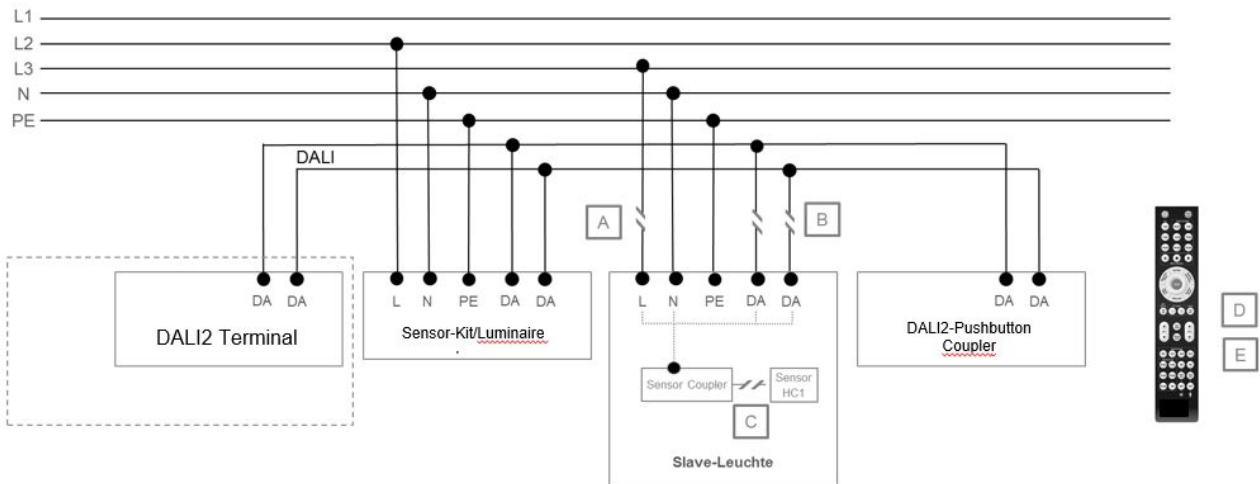 L1
L2
L3
N
PE
DALI
A
B
DA DA
L N PE DA DA
L N PE DA DA
DA DA
DALI2 Terminal
Sensor-Kit/Luminaire
.
DALI2-Pushbutton
Coupler
D
E
Sensor Coupler
Sensor
HC1
C
Slave-Leuchte